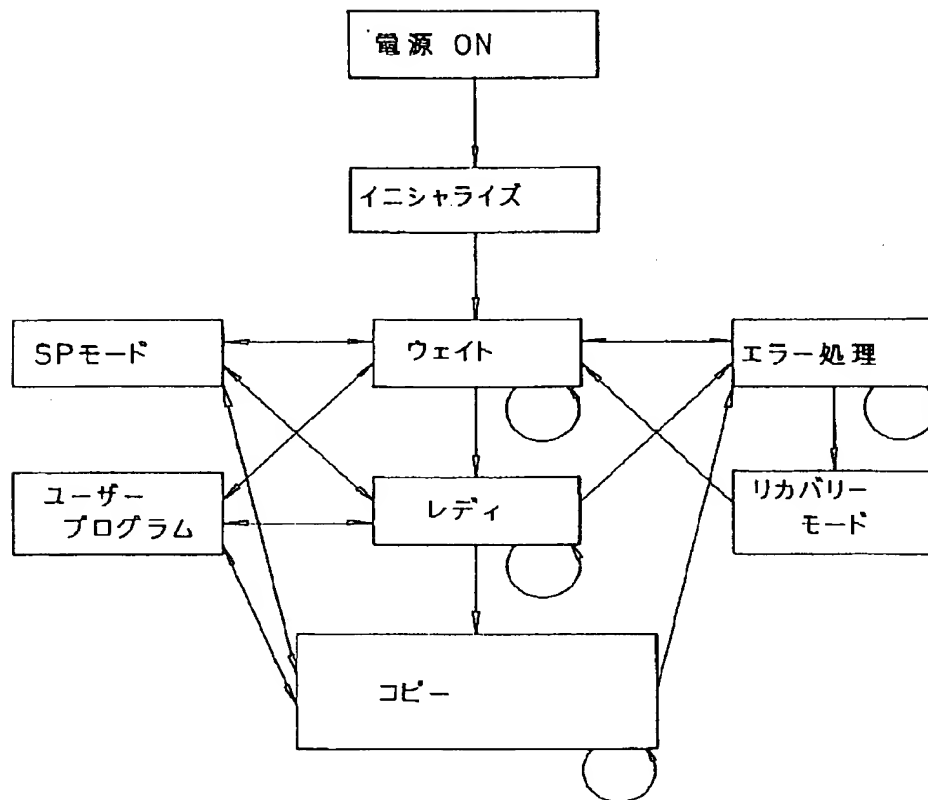 電源 ON
イニシャライズ
SPモード
ウェイト
エラー処理
ユーザー
プログラム
レディ
リカバリー
モード
コピー